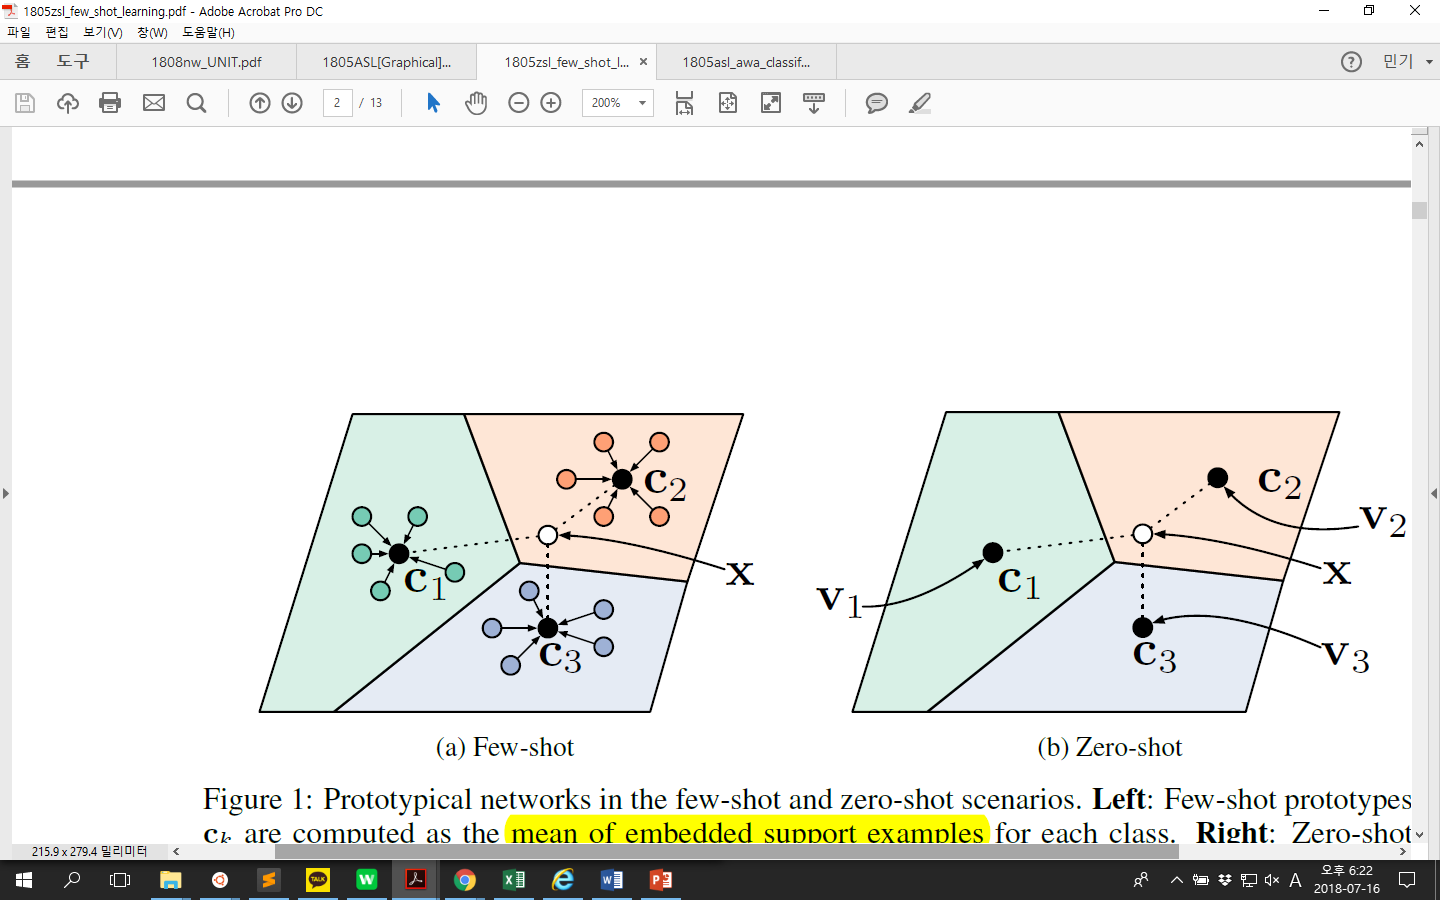 1805zsl_few_shot_learning.pdf - Adobe Acrobat Pro DC
파일 편집 보기(V) 창(W) 도움말(H)
홈 도구 1808nw_UNIT.pdf 1805ASL[Graphical]... 1805zsl_few_shot_l... × 1805asl_awa_classif... ? 민기
2 / 13 200%
c2
c1
x
c3
(a) Few-shot
c2
v2
c1
x
v1
c3
v3
(b) Zero-shot
Figure 1: Prototypical networks in the few-shot and zero-shot scenarios. Left: Few-shot prototypes
ck are computed as the mean of embedded support examples for each class. Right: Zero-shot
215.9 x 279.4 밀리미터
TALK
A 오후 6:22
2018-07-16